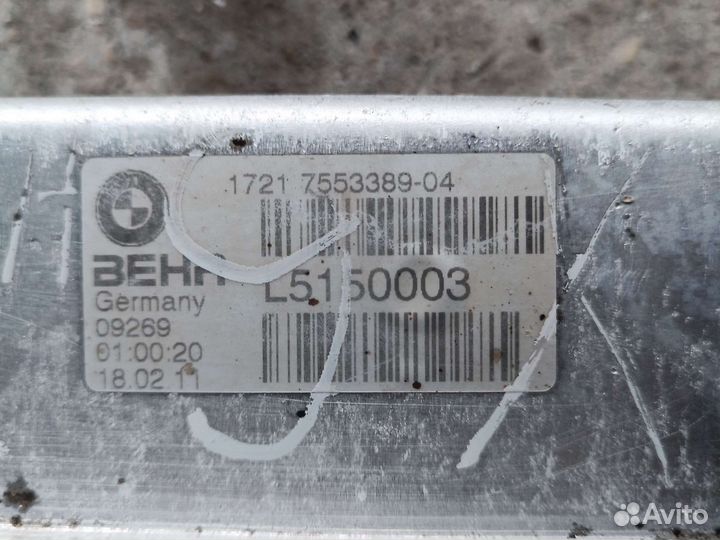 1721 7553389-04
BEHR
L5150003
Germany
09269
01:00:20
18.02.11
Avito